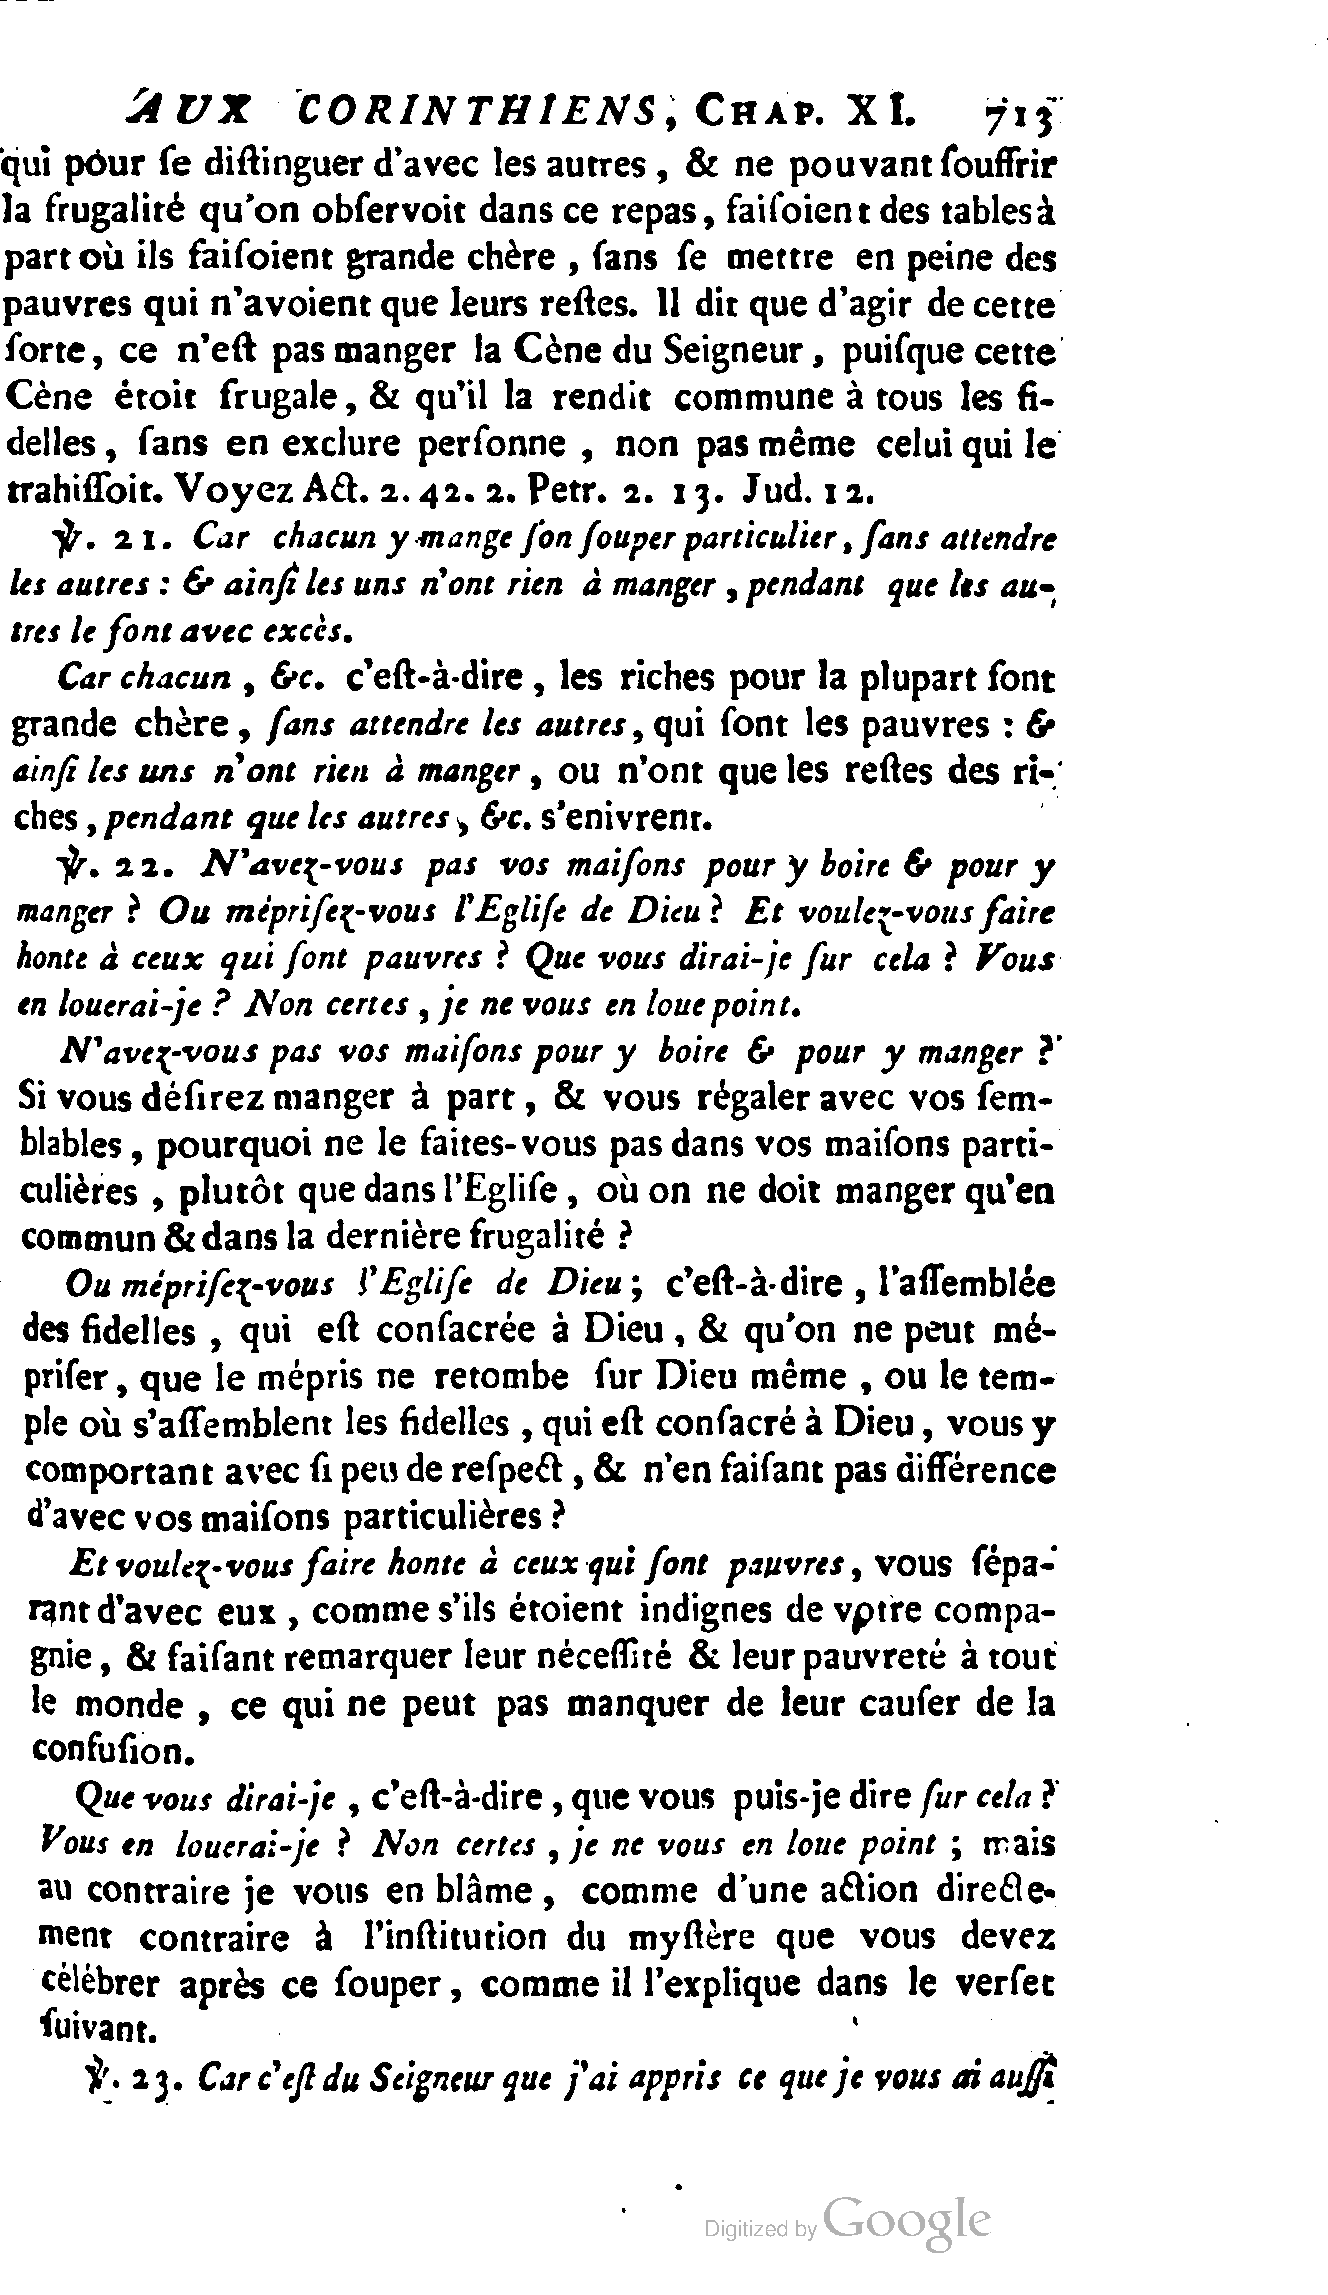 AUX CORINTHIENS, CHAP. XI. 713
qui pour ſe diſtinguer d'avec les autres, & ne pouvant ſouffrir
la frugalité qu'on obſervoit dans ce repas, faiſoient des tables à
part où ils faiſoient grande chère, ſans ſe mettre en peine des
pauvres qui n'avoient que leurs reſtes. Il dit que d'agir de cette
ſorte, ce n'eſt pas manger la Cène du Seigneur, puiſque cette
Cène étoit frugale, & qu'il la rendit commune à tous les fi-
delles, ſans en exclure perſonne, non pas même celui qui le
trahiſſoit. Voyez Act. 2. 42. 2. Petr. 2. 13. Jud. 12.
℣. 21. Car chacun y mange ſon ſouper particulier, ſans attendre
les autres : & ainſi les uns n'ont rien à manger, pendant que les au-
tres le font avec excès.
Car chacun, &c. c'eſt-à-dire, les riches pour la plupart font
grande chère, ſans attendre les autres, qui ſont les pauvres : &
ainſi les uns n'ont rien à manger, ou n'ont que les reſtes des ri-
ches, pendant que les autres, &c. s'enivrent.
℣. 22. N'avez-vous pas vos maiſons pour y boire & pour y
manger ? Ou mépriſez-vous l'Egliſe de Dieu ? Et voulez-vous faire
honte à ceux qui ſont pauvres ? Que vous dirai-je ſur cela ? Vous
en louerai-je ? Non certes, je ne vous en loue point.
N'avez-vous pas vos maiſons pour y boire & pour y manger ?
Si vous déſirez manger à part, & vous régaler avec vos ſem-
blables, pourquoi ne le faites-vous pas dans vos maiſons parti-
culières, plutôt que dans l'Egliſe, où on ne doit manger qu'en
commun & dans la dernière frugalité ?
Ou mépriſez-vous l'Egliſe de Dieu ; c'eſt-à-dire, l'aſſemblée
des fidelles, qui eſt conſacrée à Dieu, & qu'on ne peut mé-
priſer, que le mépris ne retombe ſur Dieu même, ou le tem-
ple où s'aſſemblent les fidelles, qui eſt conſacré à Dieu, vous y
comportant avec ſi peu de reſpect, & n'en faiſant pas différence
d'avec vos maiſons particulières ?
Et voulez-vous faire honte à ceux qui ſont pauvres, vous ſépa-
rant d'avec eux, comme s'ils étoient indignes de votre compa-
gnie, & faiſant remarquer leur néceſſité & leur pauvreté à tout
le monde, ce qui ne peut pas manquer de leur cauſer de la
confuſion.
Que vous dirai-je, c'eſt-à-dire, que vous puis-je dire ſur cela ?
Vous en louerai-je ? Non certes, je ne vous en loue point ; mais
au contraire je vous en blâme, comme d'une action directe-
ment contraire à l'inſtitution du myſtère que vous devez
célébrer après ce ſouper, comme il l'explique dans le verſet
ſuivant.
℣. 23. Car c'eſt du Seigneur que j'ai appris ce que je vous ai auſſi
Digitized by Google